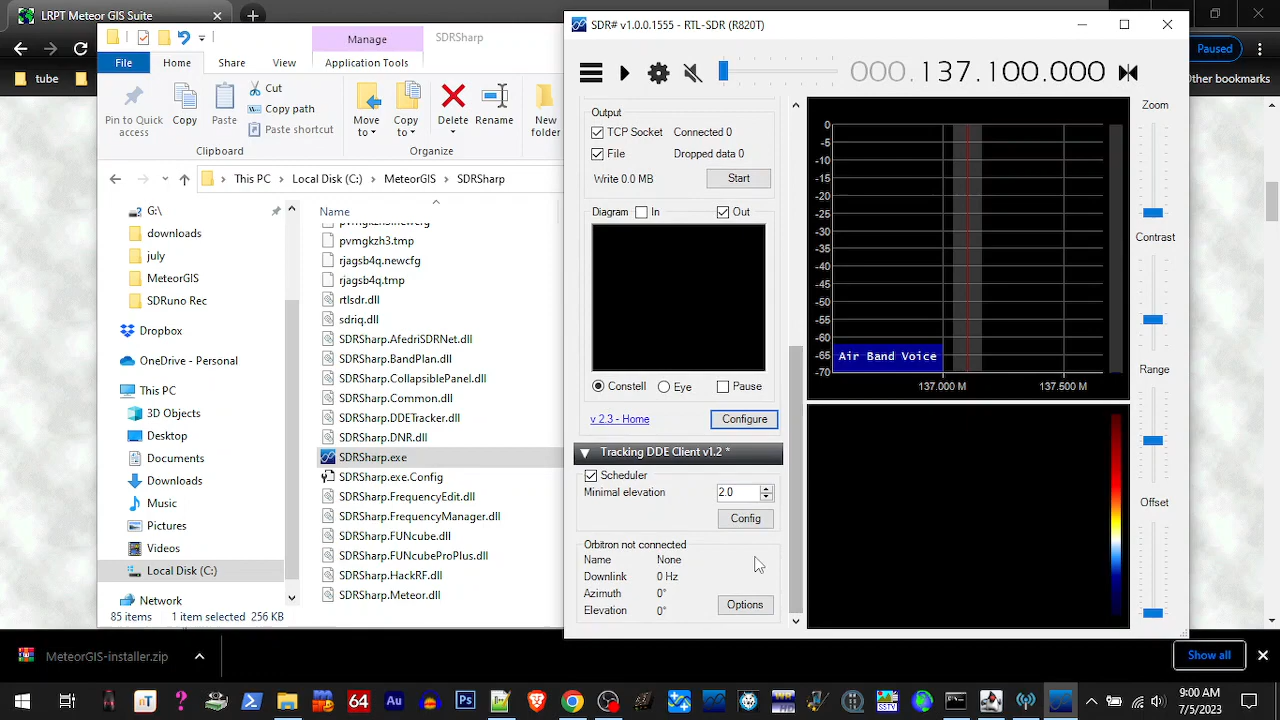 LRPT Meteor GIS Suite
Manage
SDRSharp
File
Home
Share
View
Application Tools
Pin to Quick
access
Copy
Paste
Cut
Copy path
Paste shortcut
Clipboard
Move
to
Copy
to
Delete
Rename
New
folder
Organize
This PC
Local Disk (C:)
MeteorGIS
SDRSharp
tube
G:\
downloads
july
MeteorGIS
SDRuno Rec
Dropbox
OneDrive - Personal
This PC
3D Objects
Desktop
Documents
Downloads
Music
Pictures
Videos
Local Disk (C:)
Network
Name
pvmgkzh3.tmp
rjagsb4q.newcfg
rjagsb4q.tmp
rtlsdr.dll
sdriq.dll
SDRSharp.AfedriSDRNet.dll
SDRSharp.BandPlan.dll
SDRSharp.CollapsiblePanel.dll
SDRSharp.Common.dll
SDRSharp.DDETracker.dll
SDRSharp.DNR.dll
SDRSharp.exe
SDRSharp.exe.Config
SDRSharp.FrequencyEdit.dll
SDRSharp.FrequencyManager.dll
SDRSharp.FUNcube.dll
SDRSharp.FUNcubeProPlus.dll
SDRSharp.HackRF.dll
SDRSharp.Meteor.dll
85 items
1 item selected
256 KB
SDR# v1.0.0.1555 - RTL-SDR (R820T)
000.137.100.000
Output
TCP Socket
Connected 0
File
Dropped data 0
Write 0.0 MB
Start
Diagram
In
Out
Constell
Eye
Pause
v 2.3 - Home
Configure
Tracking DDE Client v1.2 *
Scheduler
Minimal elevation
2.0
Config
Orbitron not connected
Name
None
Downlink
0 Hz
Azimuth
0°
Elevation
0°
Options
0
-5
-10
-15
-20
-25
-30
-35
-40
-45
-50
-55
-60
-65
-70
Air Band Voice
137.000 M
137.500 M
Zoom
Contrast
Range
Offset
Paused
Other bookmarks
MeteorGIS-installer.zip
Show all
9:00 AM
7/5/2023